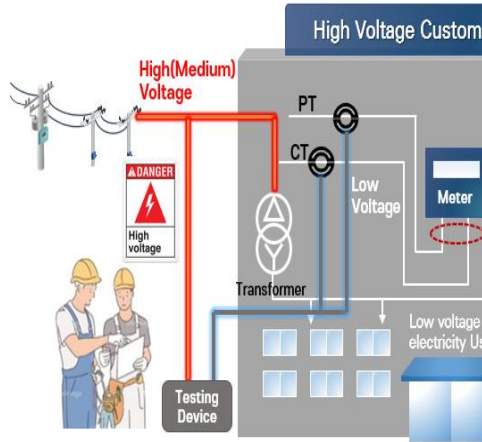 High Voltage Custom
High(Medium)
Voltage
PT
CT
Low
Voltage
Meter
DANGER
High
voltage
Transformer
Low voltage
electricity Us
Testing
Device